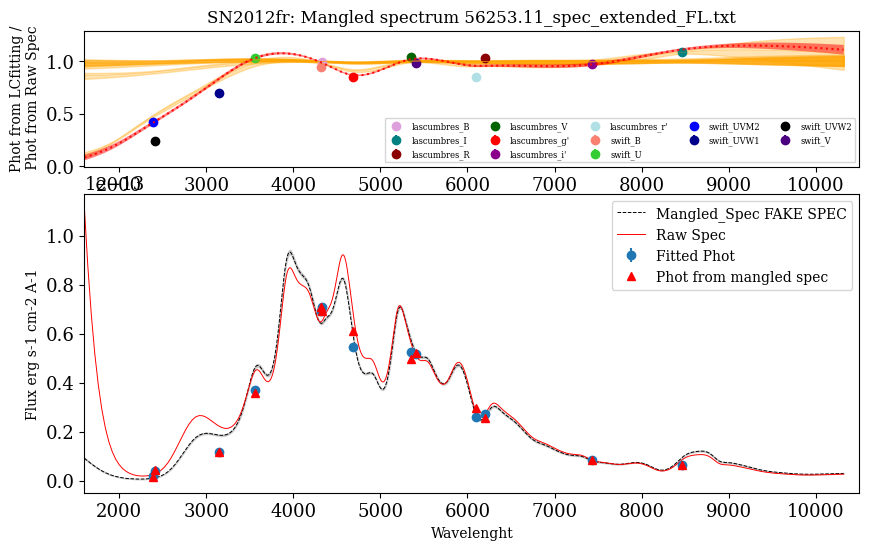 SN2012fr: Mangled spectrum 56253.11_spec_extended_FL.txt
Phot from LCfitting /
Phot from Raw Spec
1.0
0.5
0.0
lascumbres_B lascumbres_V lascumbres_r' swift_UVM2 swift_UVW2
lascumbres_I lascumbres_g' swift_B swift_UVW1 swift_V
lascumbres_R lascumbres_i' swift_U
2000 3000 4000 5000 6000 7000 8000 9000 10000
1e−13
Flux erg s-1 cm-2 A-1
1.0
0.8
0.6
0.4
0.2
0.0
Mangled_Spec FAKE SPEC
Raw Spec
Fitted Phot
Phot from mangled spec
2000 3000 4000 5000 6000 7000 8000 9000 10000
Wavelenght